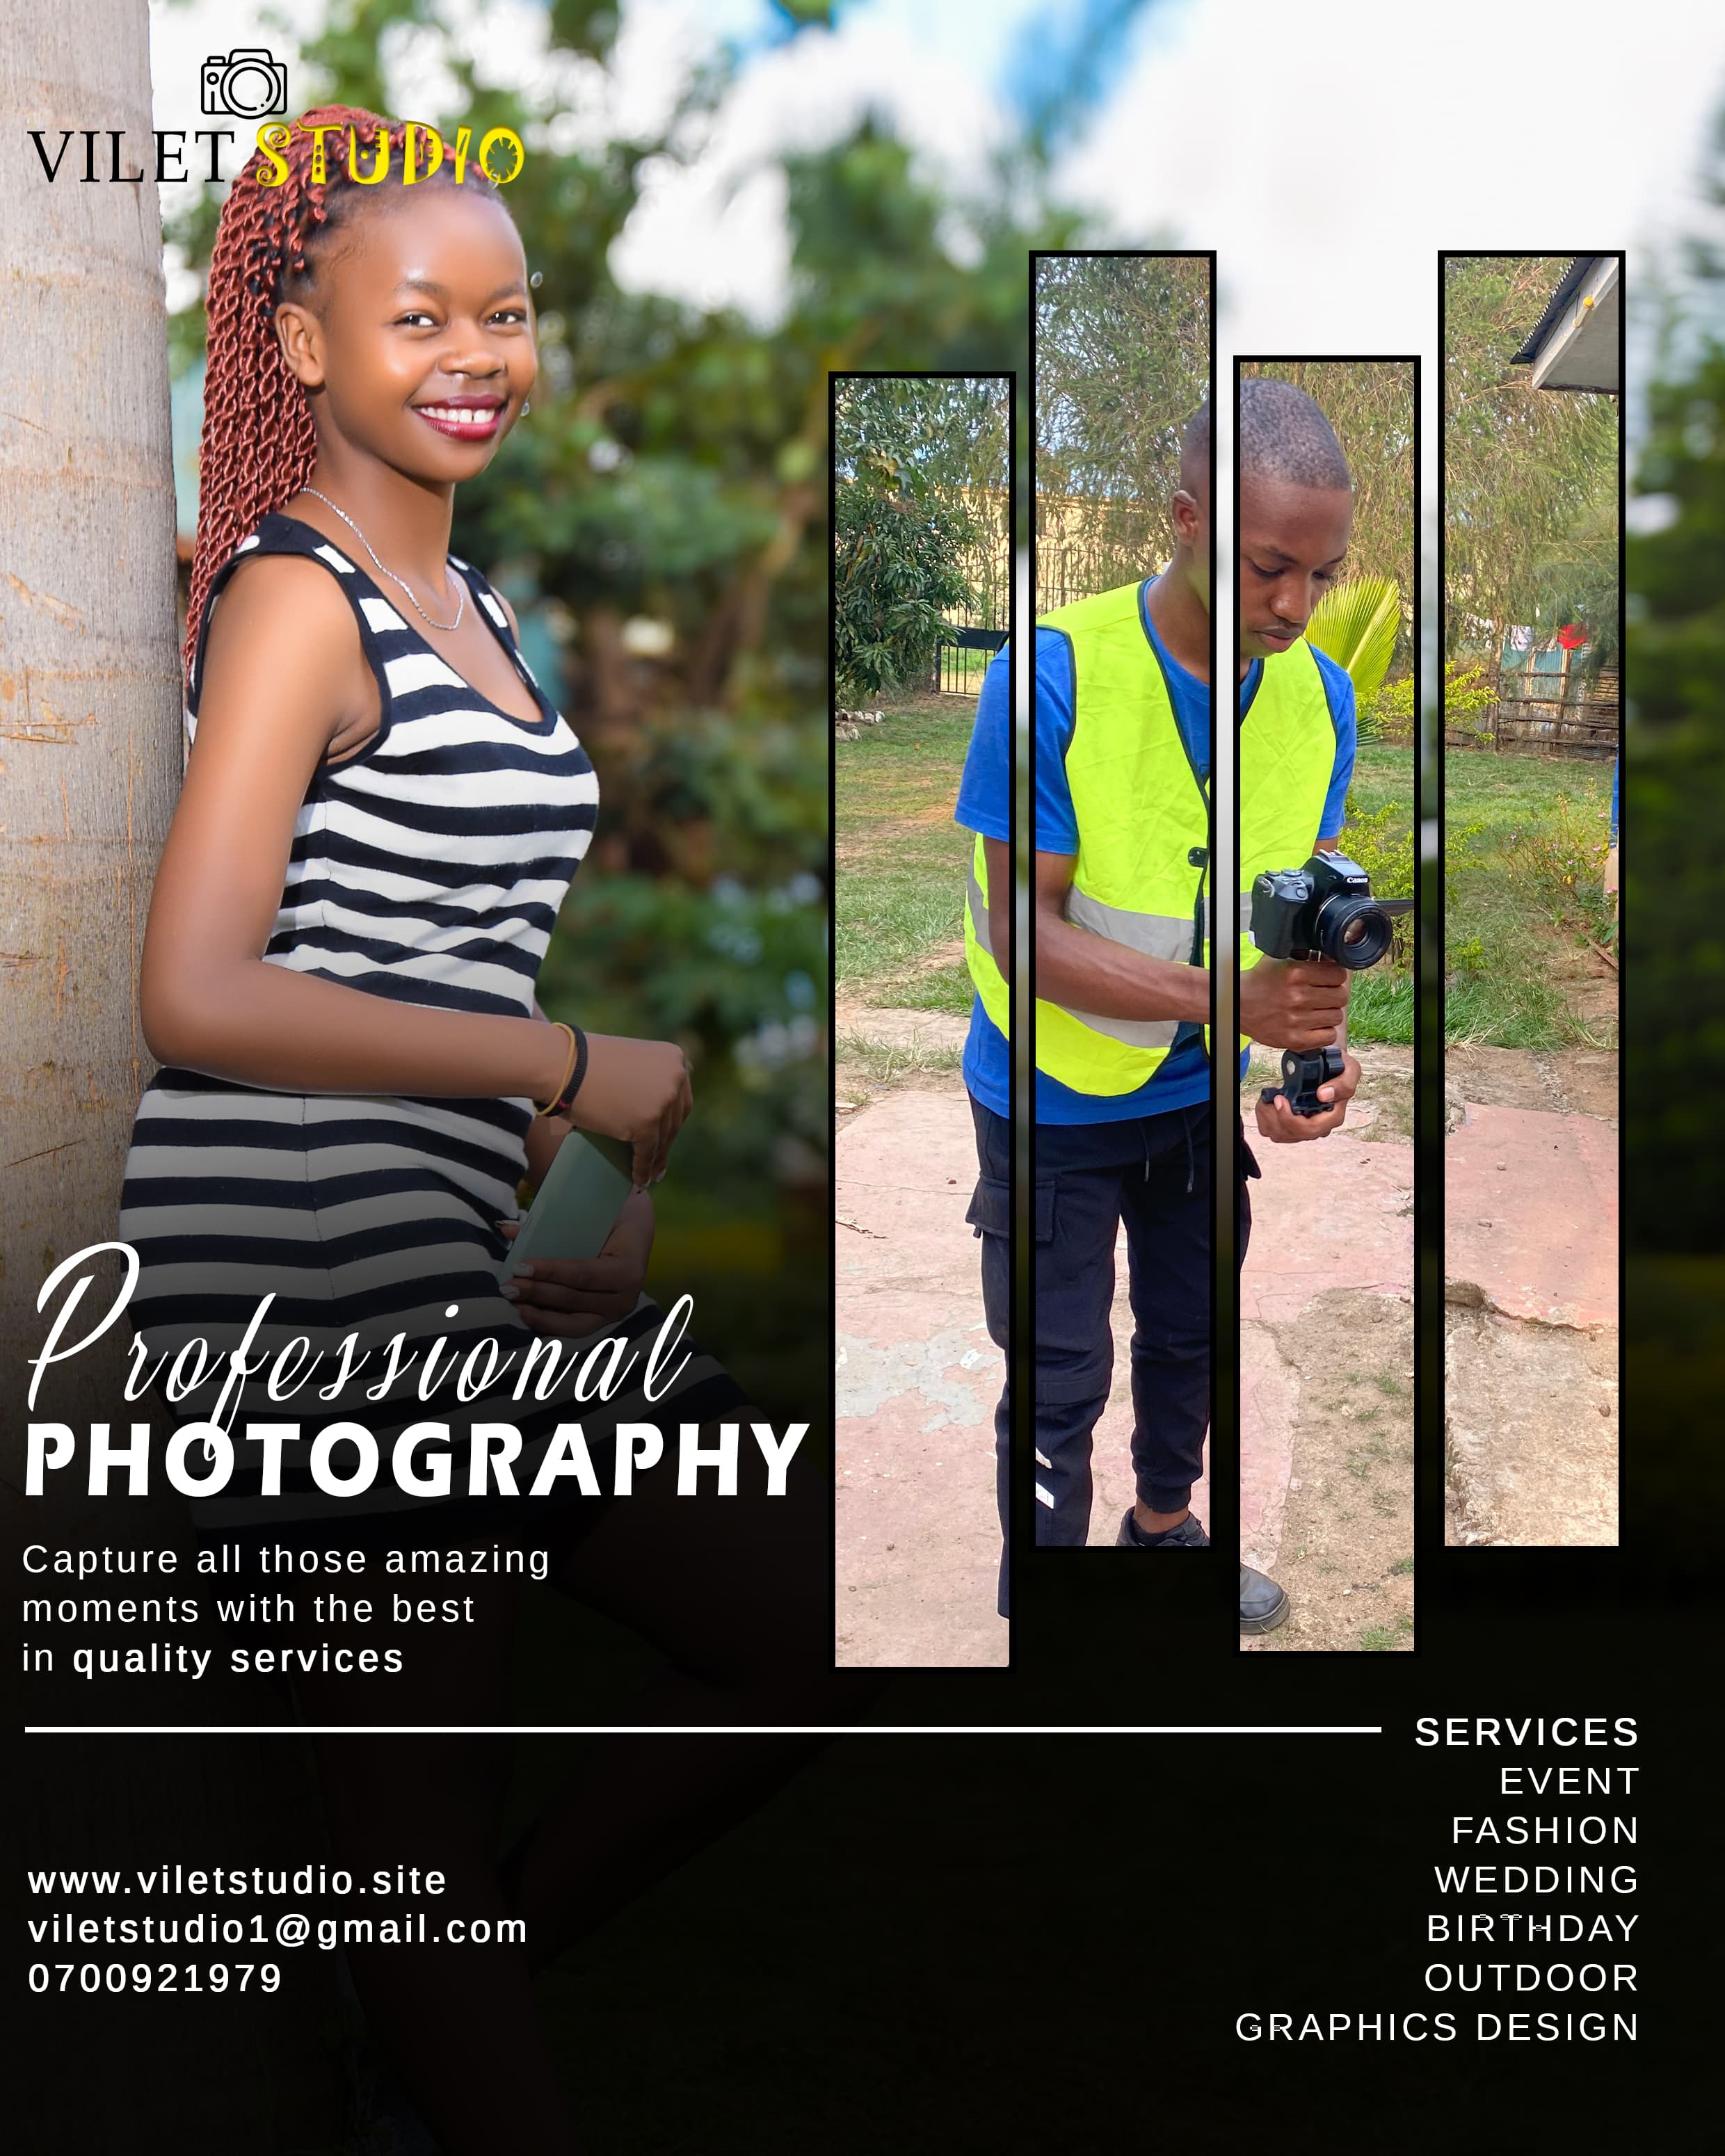 VILET STUDIO
Canon
Professional
PHOTOGRAPHY
Capture all those amazing
moments with the best
in quality services
SERVICES
EVENT
FASHION
WEDDING
BIRTHDAY
OUTDOOR
GRAPHICS DESIGN
www.viletstudio.site
viletstudio1@gmail.com
0700921979